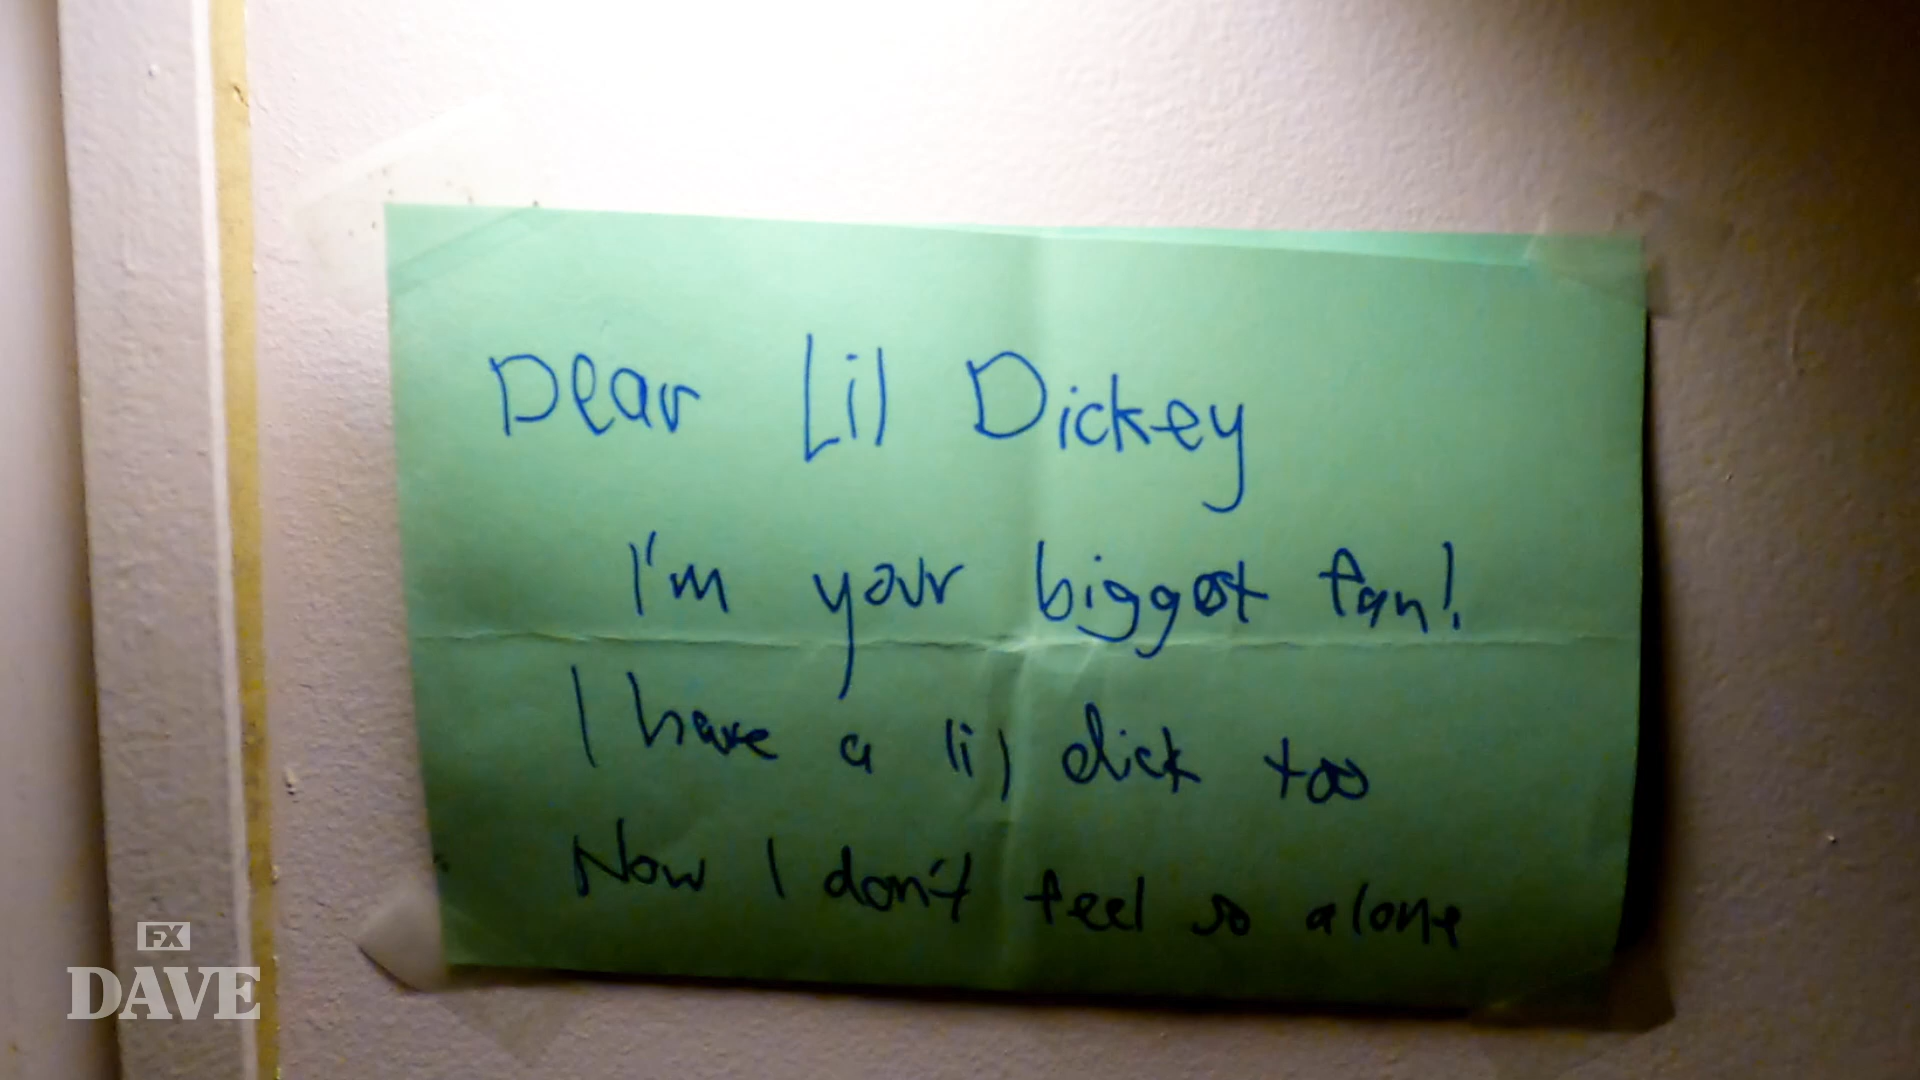 Dear Lil Dickey
I'm your biggest fan!
I have a lil dick too
Now I don't feel so alone
FX
DAVE